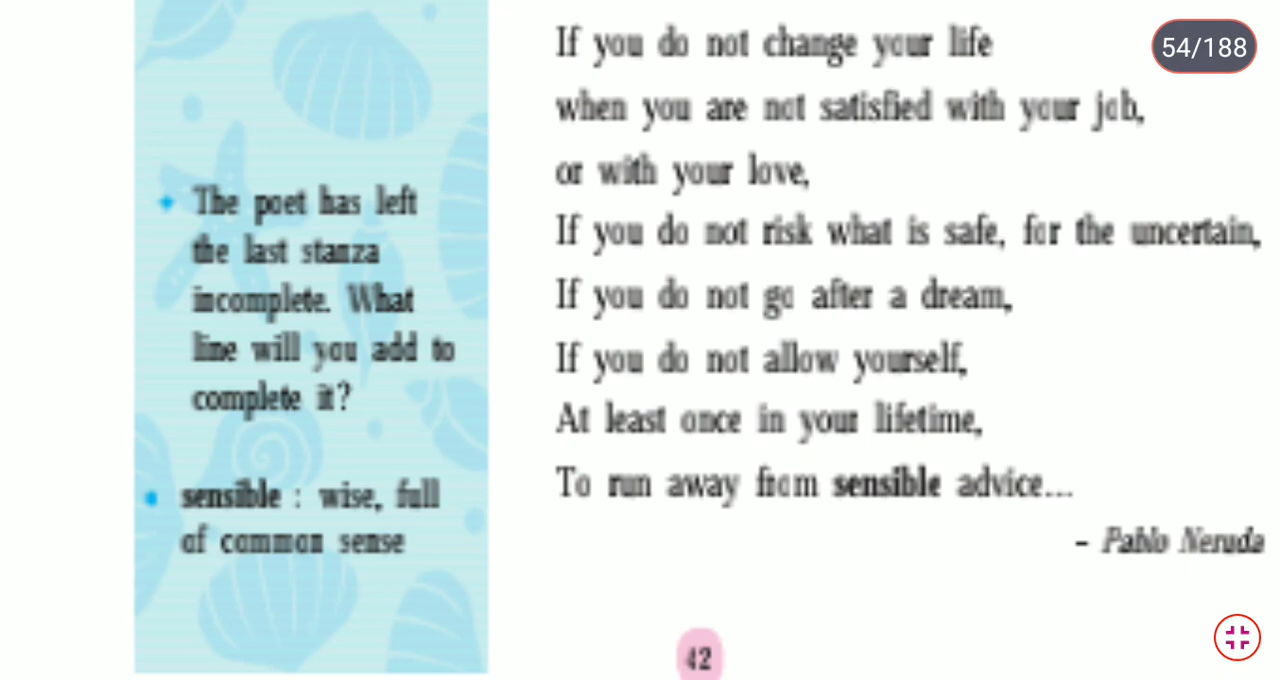 If you do not change your life
54/188
when you are not satisfied with your job,
or with your love,
✦ The poet has left
the last stanza
incomplete. What
line will you add to
complete it?
If you do not risk what is safe, for the uncertain,
If you do not go after a dream,
If you do not allow yourself,
At least once in your lifetime,
To run away from sensible advice...
• sensible : wise, full
of common sense
– Pablo Neruda
42